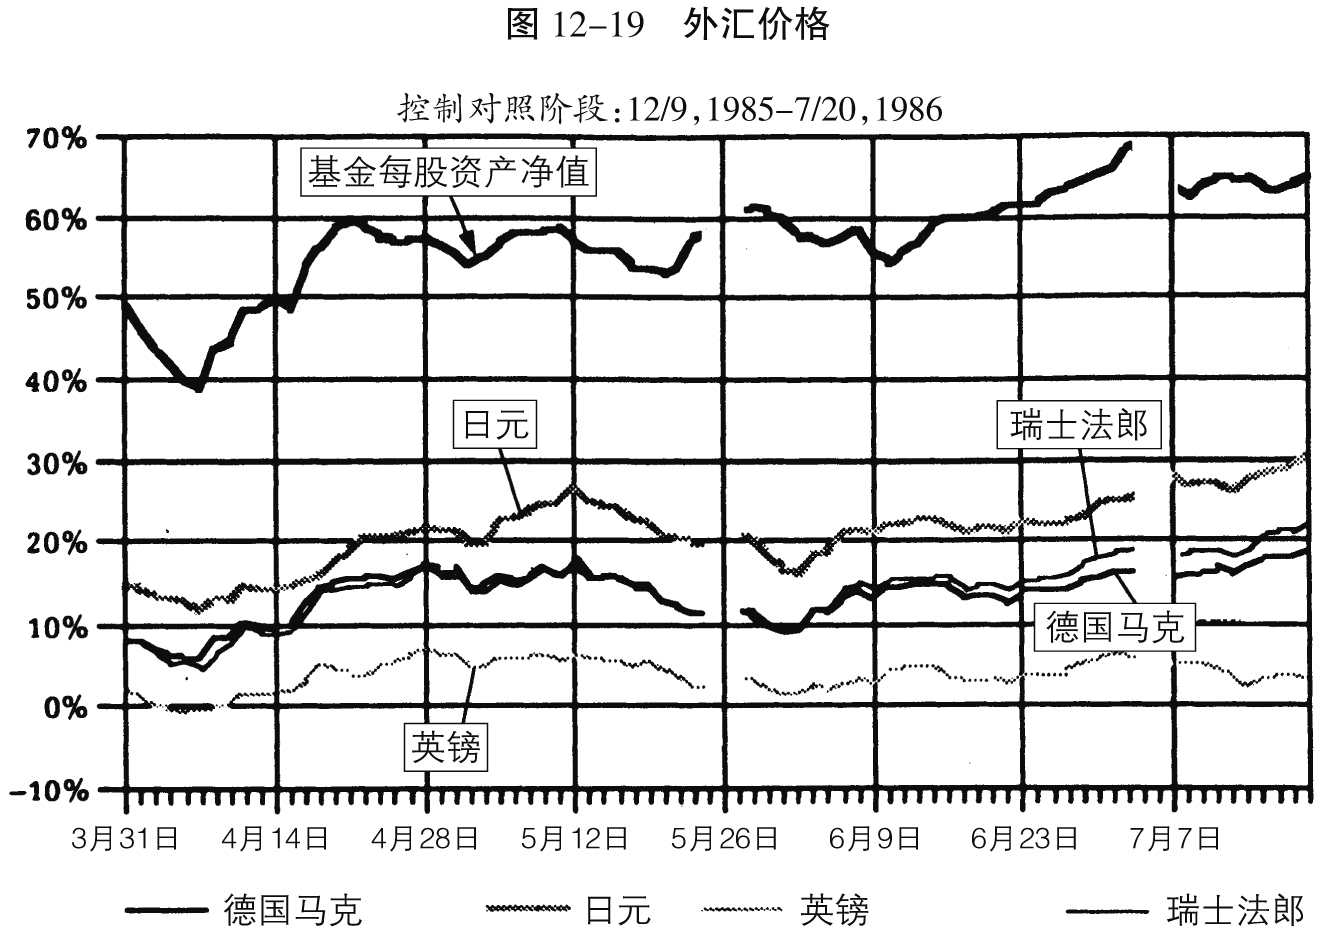 图 12–19 外汇价格
控制对照阶段:12/9,1985–7/20,1986
70%
基金每股资产净值
60%
50%
40%
日元
瑞士法郎
30%
20%
10%
德国马克
0%
英镑
-10%
3月31日 4月14日 4月28日 5月12日 5月26日 6月9日 6月23日 7月7日
德国马克 日元 英镑 瑞士法郎